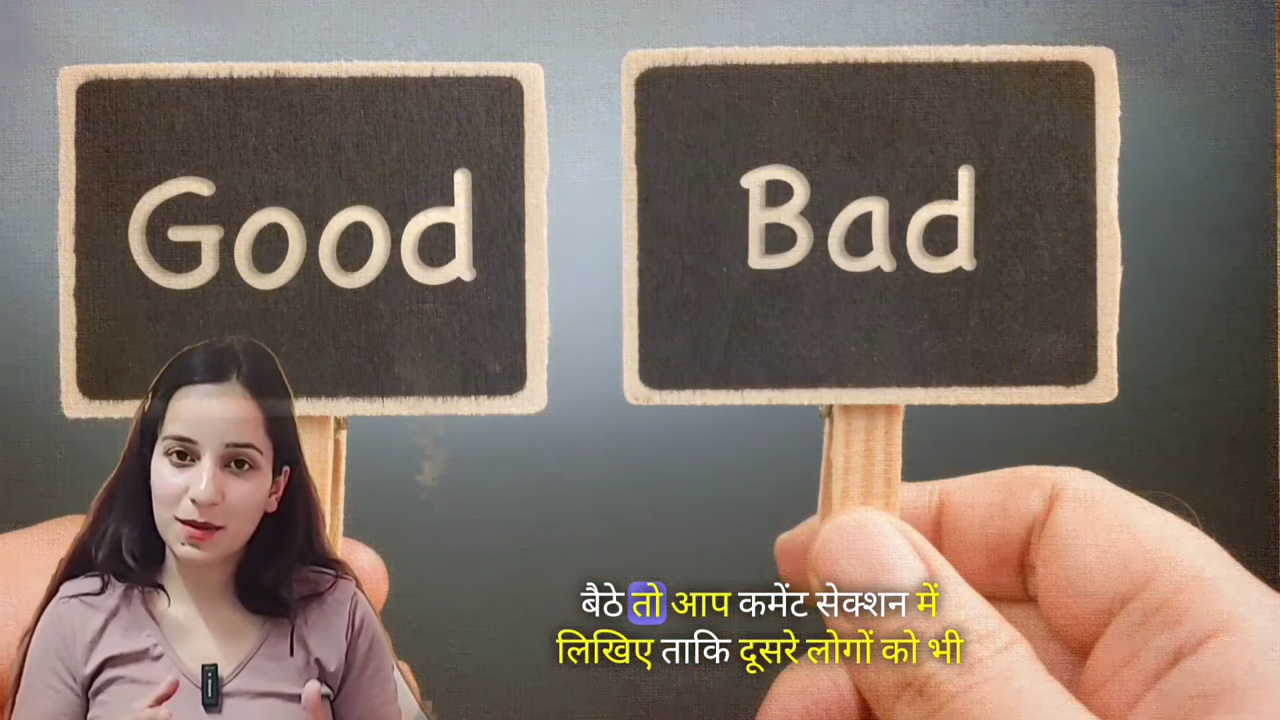 Good
Bad
बैठे तो आप कमेंट सेक्शन में
लिखिए ताकि दूसरे लोगों को भी